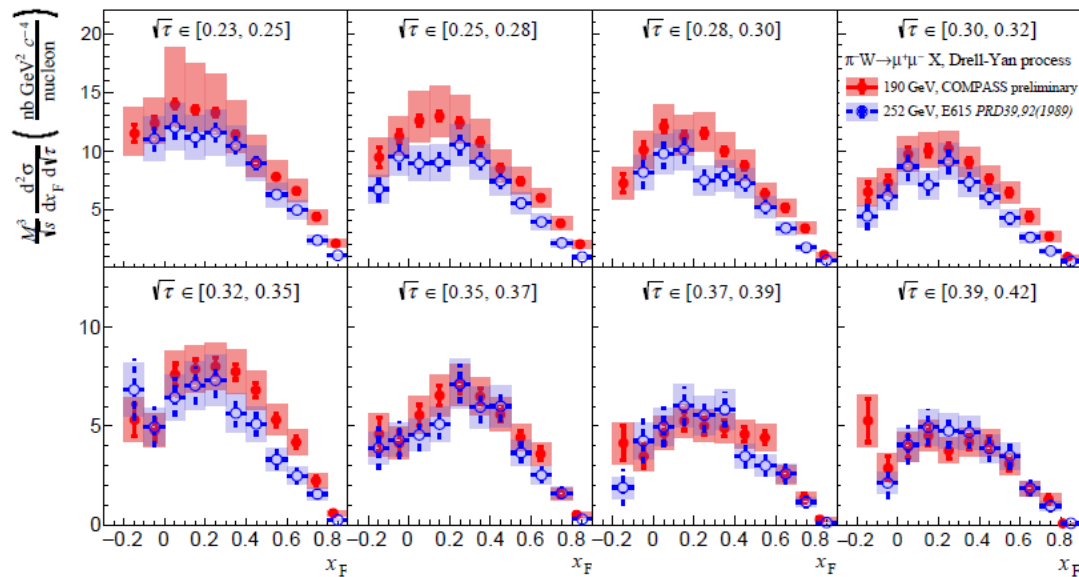 √τ ∈ [0.23, 0.25]
√τ ∈ [0.25, 0.28]
√τ ∈ [0.28, 0.30]
√τ ∈ [0.30, 0.32]
π⁻W→μ⁺μ⁻ X, Drell-Yan process
190 GeV, COMPASS preliminary
252 GeV, E615 PRD39,92(1989)
M³/√s d²σ/dx_F d√τ (nb GeV² c⁻⁴/nucleon)
20
15
10
5
√τ ∈ [0.32, 0.35]
√τ ∈ [0.35, 0.37]
√τ ∈ [0.37, 0.39]
√τ ∈ [0.39, 0.42]
10
5
0
−0.2 0 0.2 0.4 0.6 0.8
−0.2 0 0.2 0.4 0.6 0.8
−0.2 0 0.2 0.4 0.6 0.8
−0.2 0 0.2 0.4 0.6 0.8
x_F
x_F
x_F
x_F